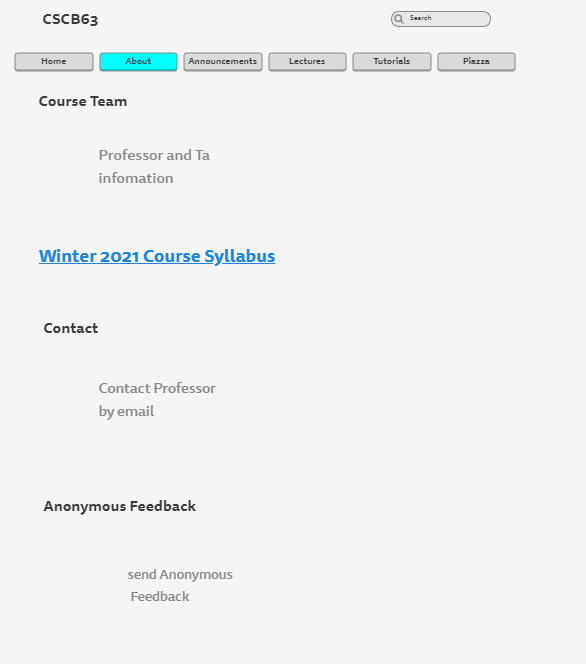 CSCB63
Search
Home About Announcements Lectures Tutorials Piazza
Course Team
Professor and Ta
infomation
Winter 2021 Course Syllabus
Contact
Contact Professor
by email
Anonymous Feedback
send Anonymous
Feedback